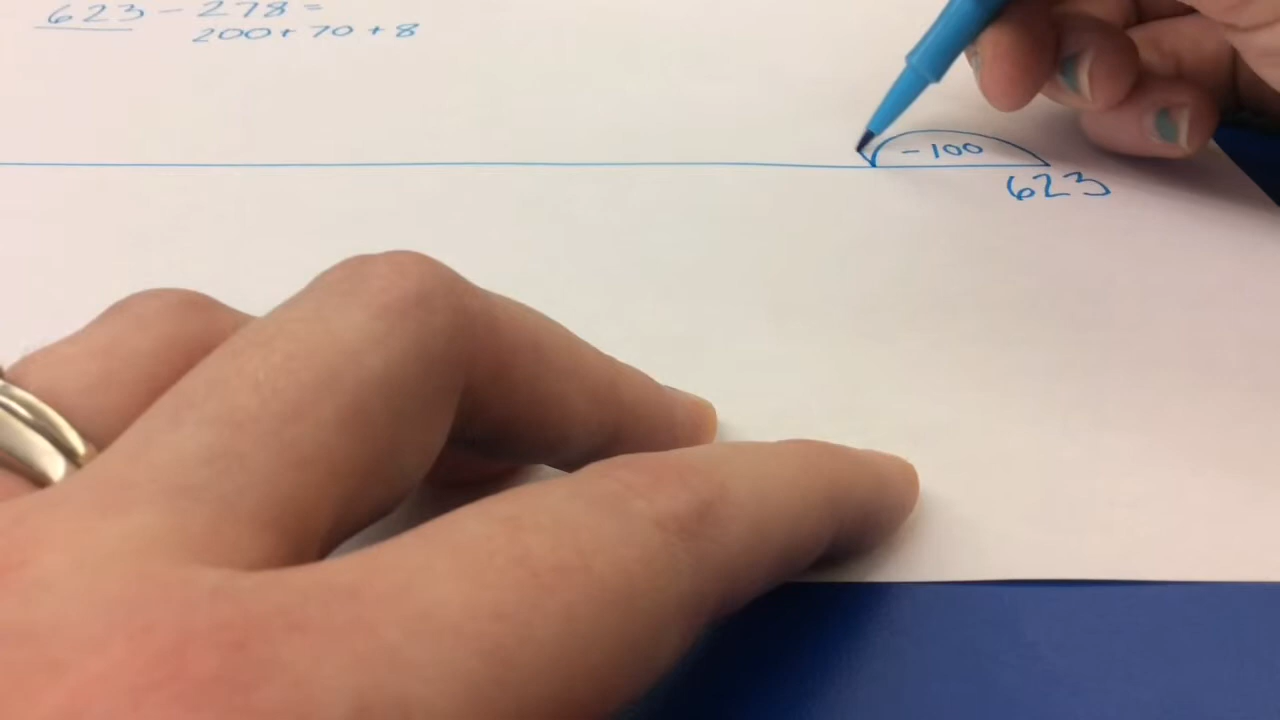 623 - 278 =
200 + 70 + 8
-100
623